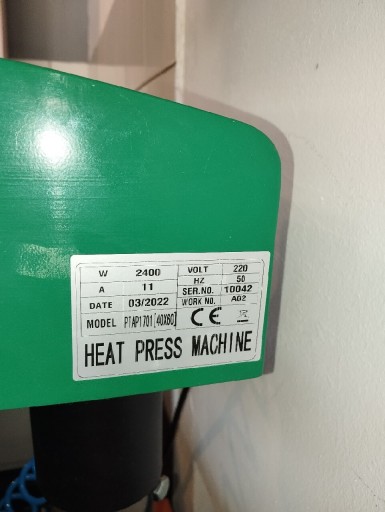 W 2400 VOLT 220
A 11 HZ 50
SER.NO. 10042
DATE 03/2022 WORK NO. A02
MODEL PTAP1701[40X60] CE
HEAT PRESS MACHINE